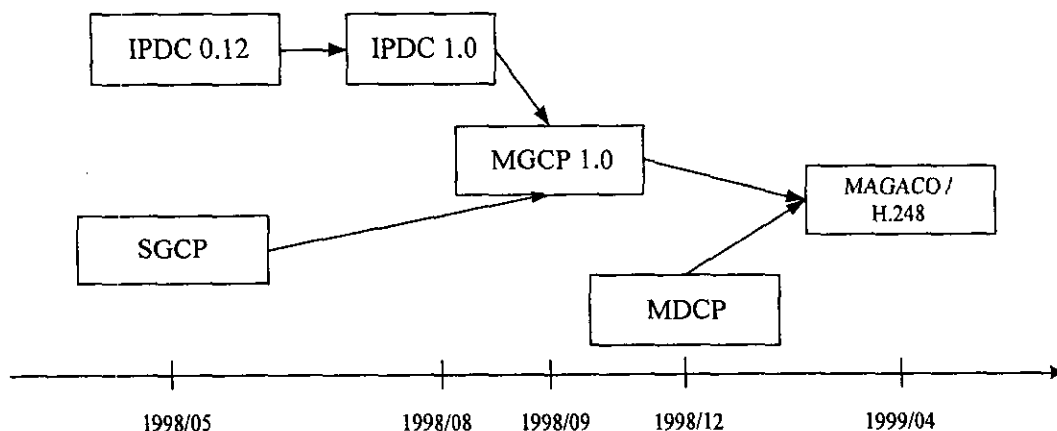 IPDC 0.12
IPDC 1.0
MGCP 1.0
MAGACO /
H.248
SGCP
MDCP
1998/05
1998/08
1998/09
1998/12
1999/04